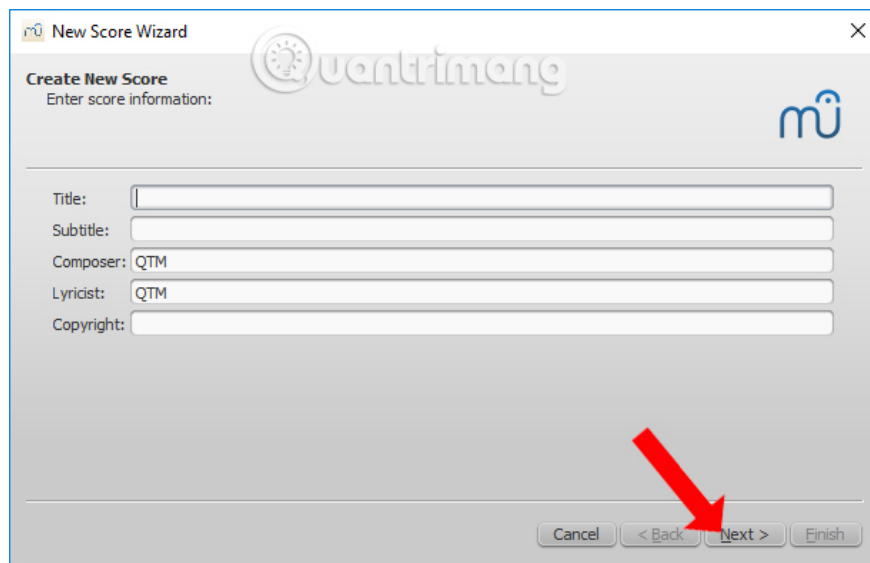 New Score Wizard
Quantrimang
Create New Score
Enter score information:
Title:
Subtitle:
Composer: QTM
Lyricist: QTM
Copyright:
Cancel < Back Next > Finish